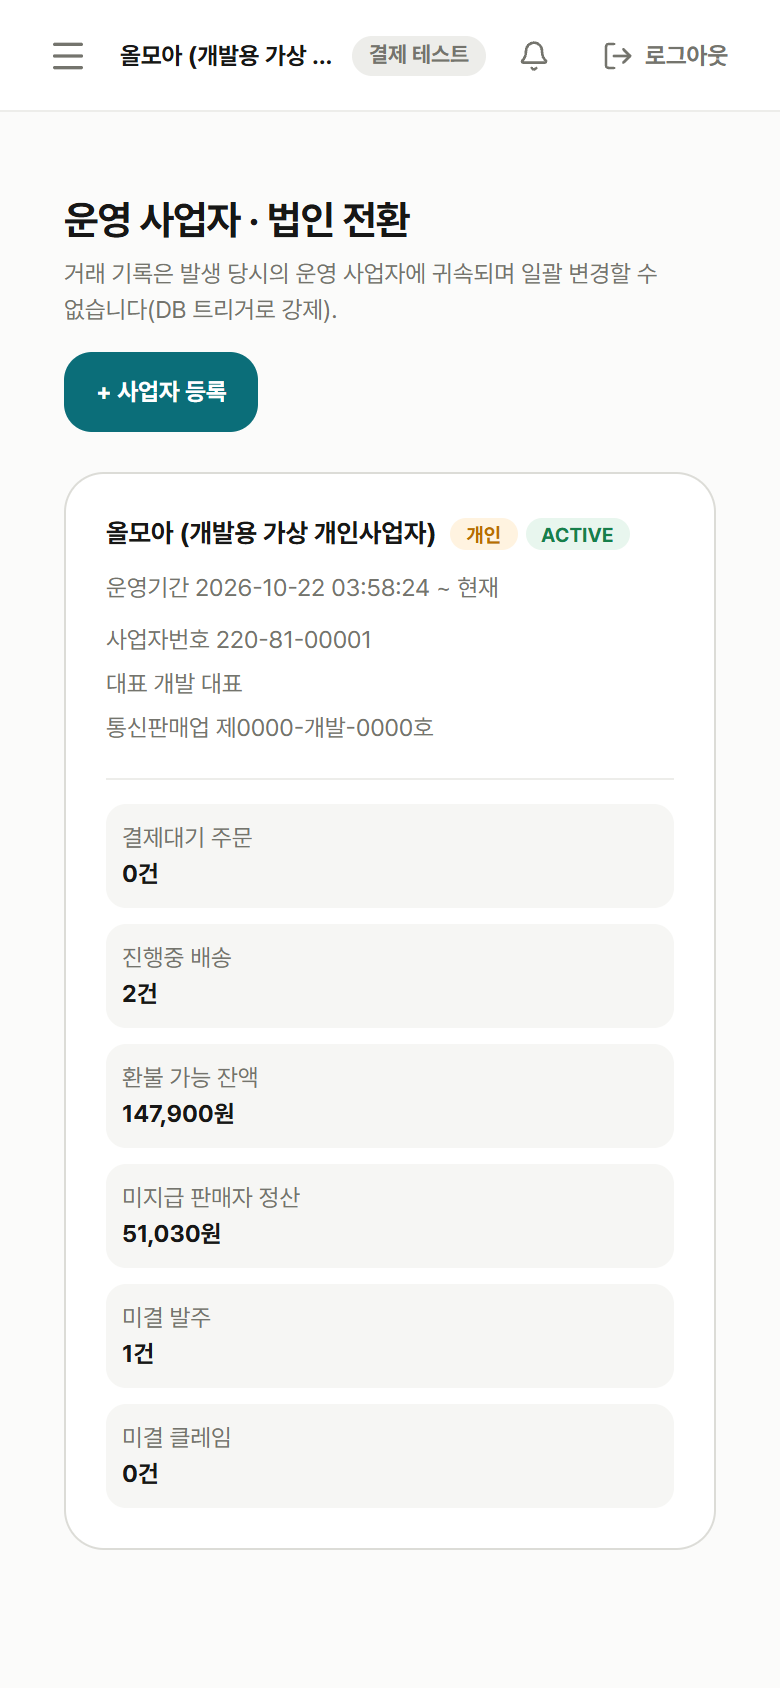 올모아 (개발용 가상 ... 결제 테스트 로그아웃
운영 사업자 · 법인 전환
거래 기록은 발생 당시의 운영 사업자에 귀속되며 일괄 변경할 수
없습니다(DB 트리거로 강제).
+ 사업자 등록
올모아 (개발용 가상 개인사업자) 개인 ACTIVE
운영기간 2026-10-22 03:58:24 ~ 현재
사업자번호 220-81-00001
대표 개발 대표
통신판매업 제0000-개발-0000호
결제대기 주문
0건
진행중 배송
2건
환불 가능 잔액
147,900원
미지급 판매자 정산
51,030원
미결 발주
1건
미결 클레임
0건